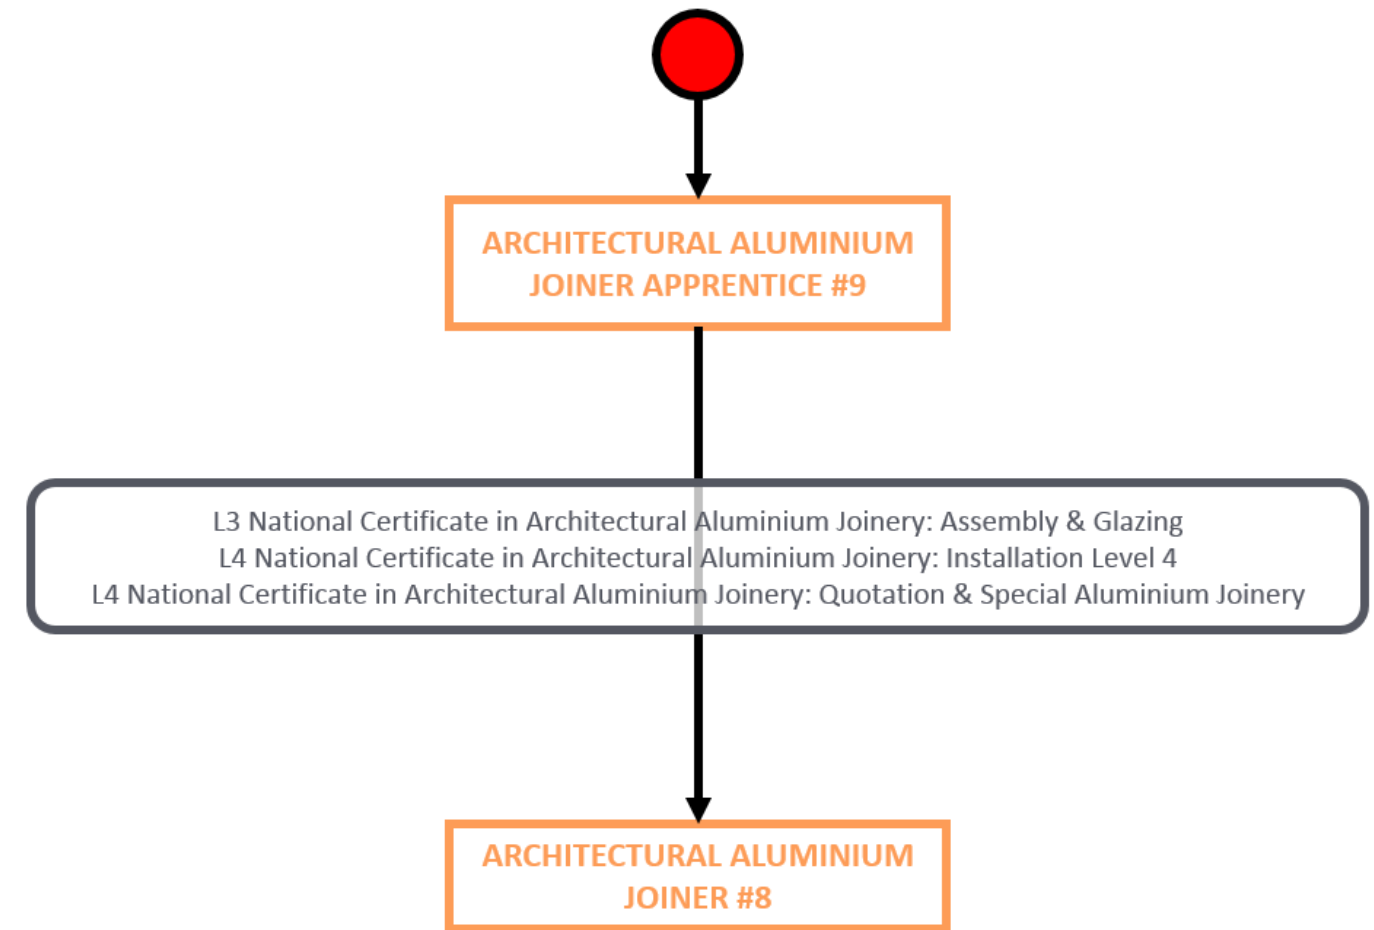 ARCHITECTURAL ALUMINIUM
JOINER APPRENTICE #9
L3 National Certificate in Architectural Aluminium Joinery: Assembly & Glazing
L4 National Certificate in Architectural Aluminium Joinery: Installation Level 4
L4 National Certificate in Architectural Aluminium Joinery: Quotation & Special Aluminium Joinery
ARCHITECTURAL ALUMINIUM
JOINER #8